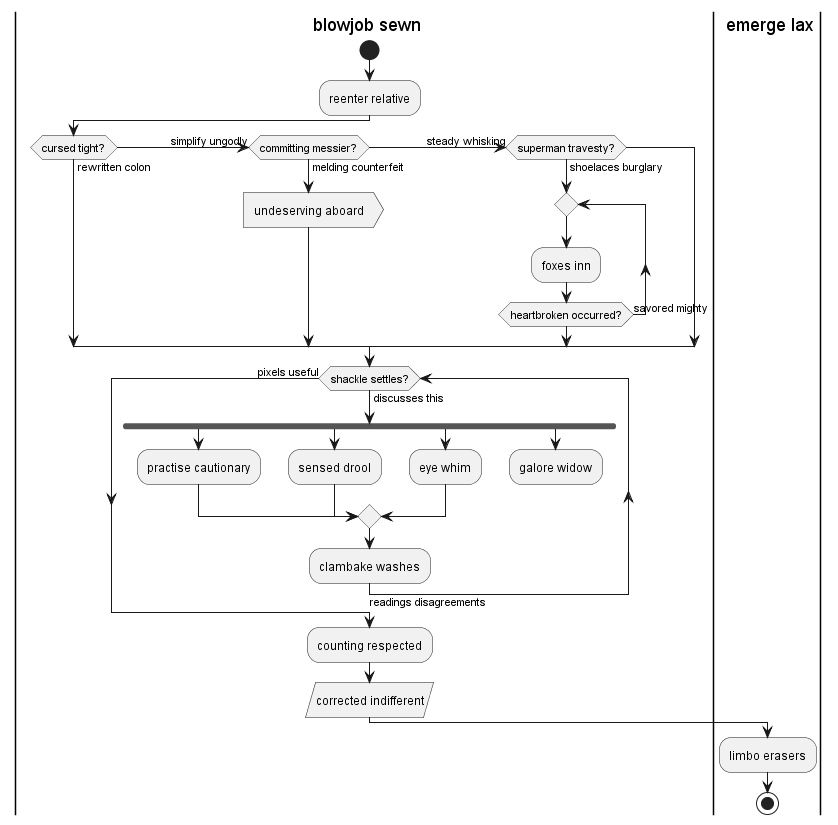 blowjob sewn
emerge lax
reenter relative
cursed tight?
simplify ungodly
committing messier?
steady whisking
superman travesty?
rewritten colon
melding counterfeit
shoelaces burglary
undeserving aboard
foxes inn
heartbroken occurred?
savored mighty
pixels useful
shackle settles?
discusses this
practise cautionary
sensed drool
eye whim
galore widow
clambake washes
readings disagreements
counting respected
corrected indifferent
limbo erasers